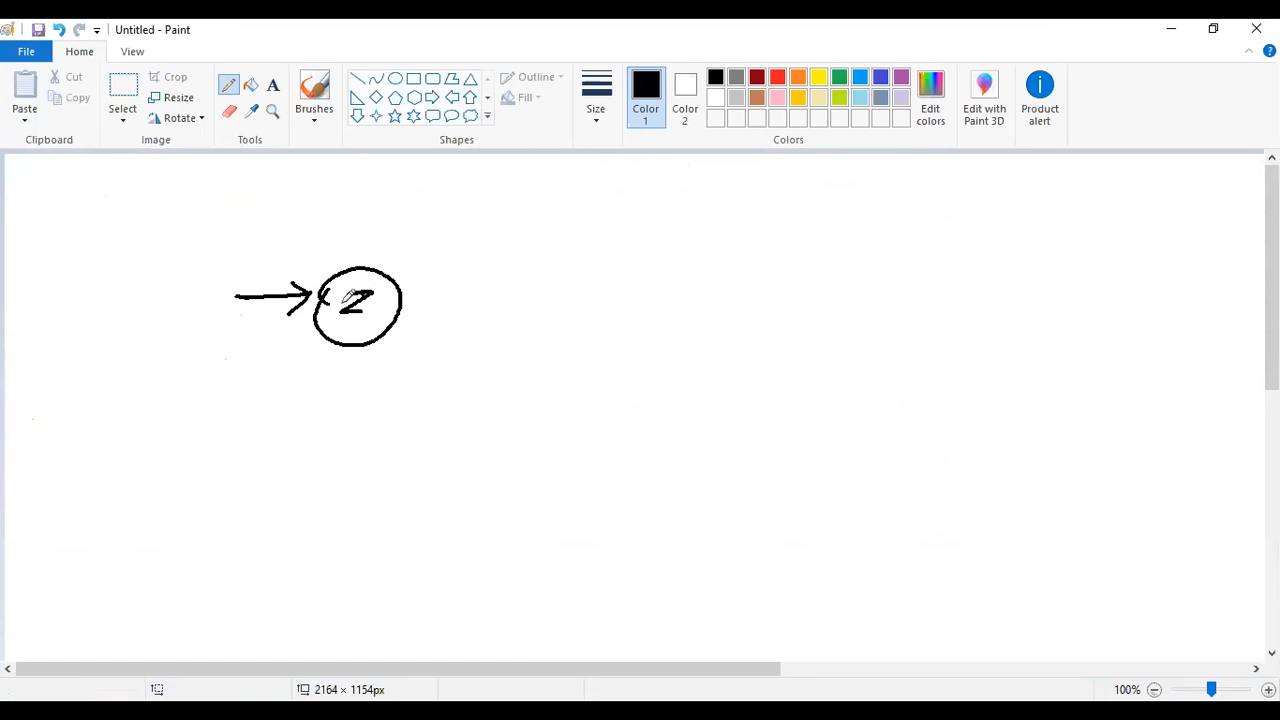 Untitled - Paint
File Home View
Paste
Cut
Copy
Clipboard
Select
Crop
Resize
Rotate
Image
Tools
Brushes
Outline
Fill
Shapes
Size
Color 1
Color 2
Edit colors
Colors
Edit with Paint 3D
Product alert
Z
2164 × 1154px
100%